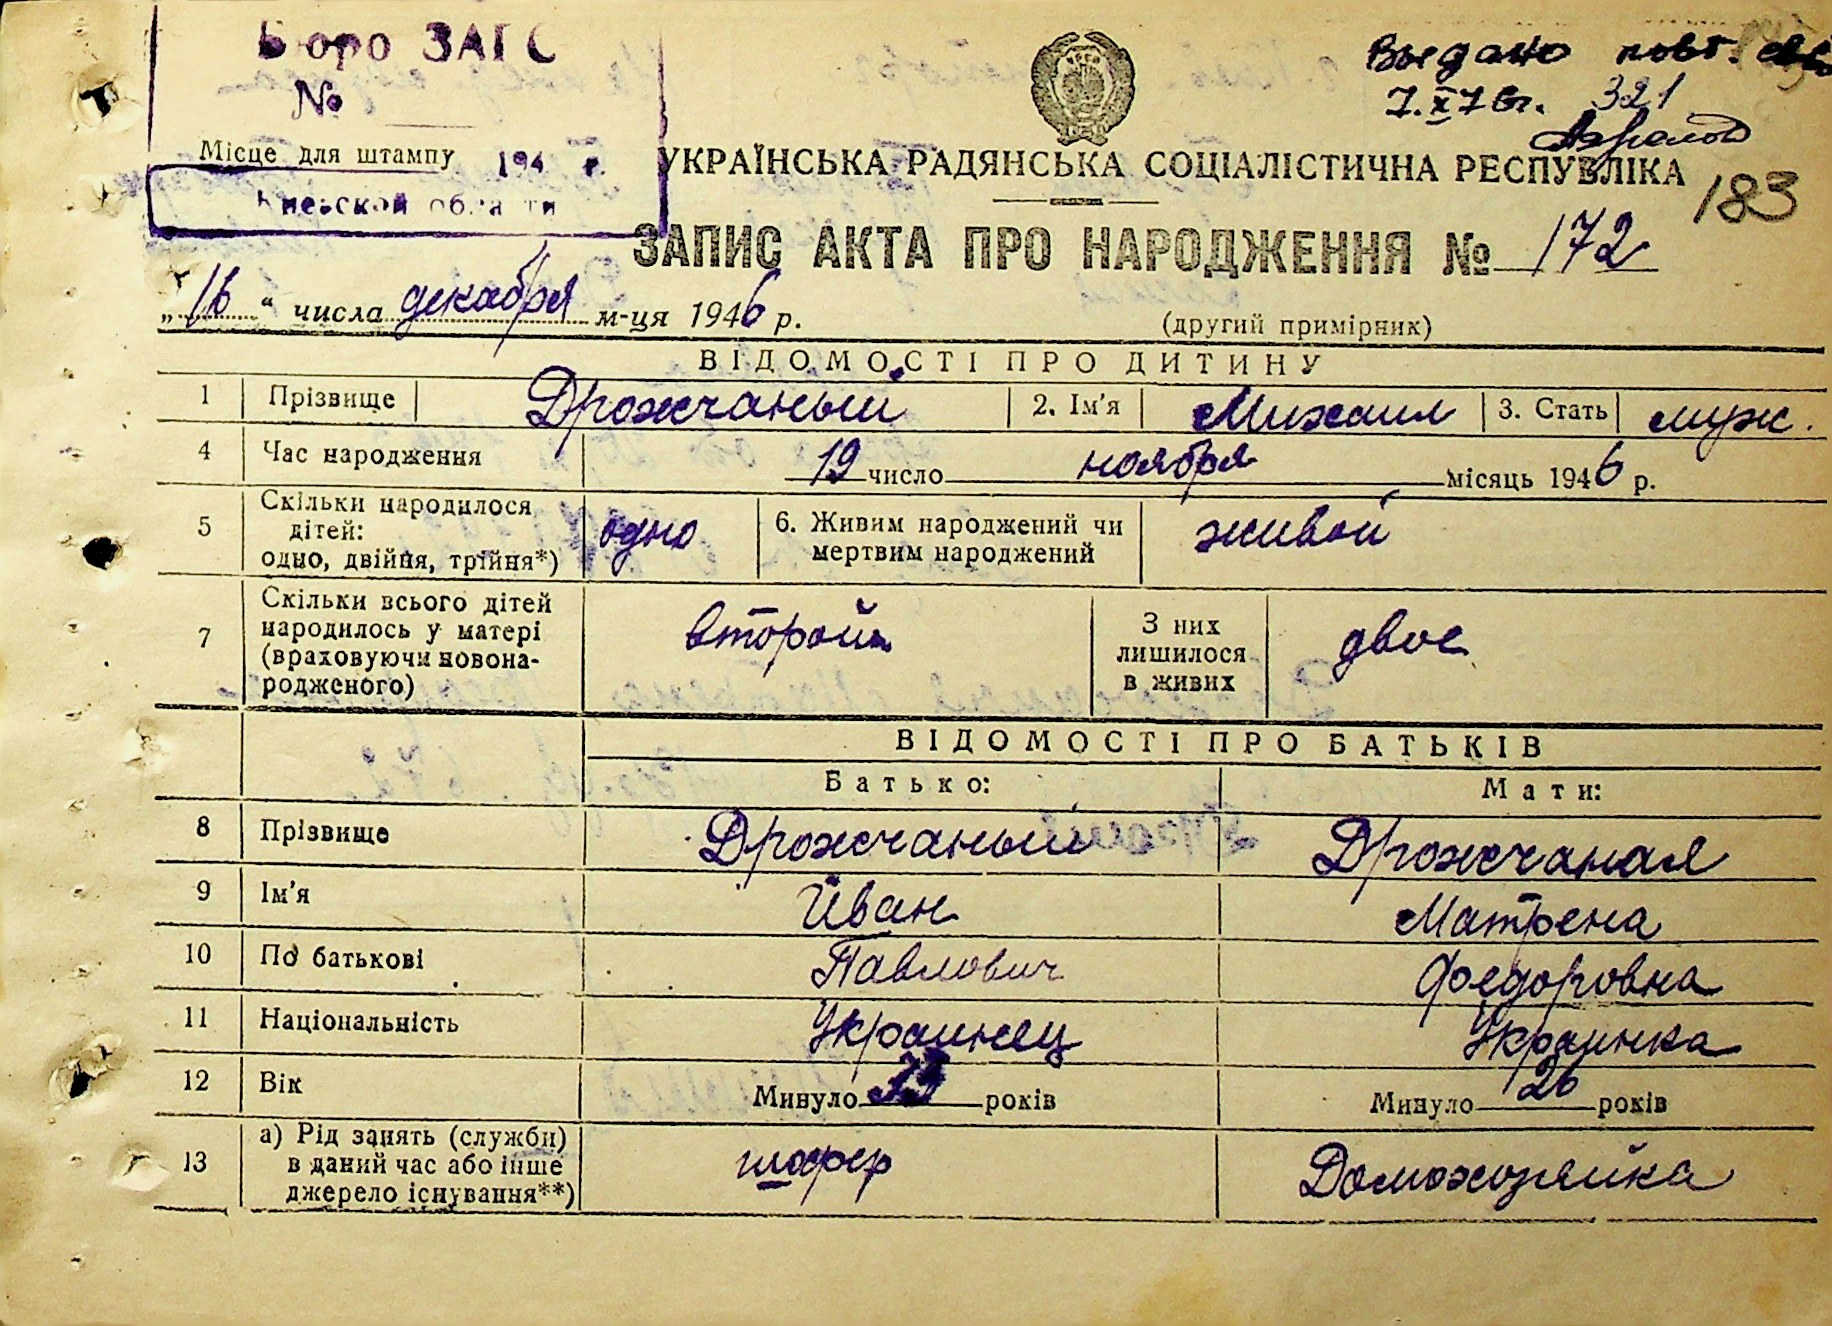 Бюро ЗАГС
№
Місце для штампу 194 г.
Киевской области
Выдано повт.
7.X 76г. 321
183
УКРАЇНСЬКА РАДЯНСЬКА СОЦІАЛІСТИЧНА РЕСПУБЛІКА
ЗАПИС АКТА ПРО НАРОДЖЕННЯ № 172
„16“ числа декабря м-ця 1946 р.
(другий примірник)
ВІДОМОСТІ ПРО ДИТИНУ
1 Прізвище Дрожчаный 2. Ім'я Михаил 3. Стать муж.
4 Час народження 19 число ноября місяць 1946 р.
5 Скільки народилося
дітей:
одно, двійня, трійня*) одно 6. Живим народжений чи
мертвим народжений живой
7 Скільки всього дітей
народилось у матері
(враховуючи новона-
родженого) второй З них
лишилося
в живих двое
ВІДОМОСТІ ПРО БАТЬКІВ
Батько: Мати:
8 Прізвище Дрожчаный Дрожчаная
9 Ім'я Иван Матрена
10 По батькові Павлович Федоровна
11 Національність Украинец Украинка
12 Вік Минуло років Минуло 26 років
13 а) Рід занять (служби)
в даний час або інше
джерело існування**) шофер Домохозяйка